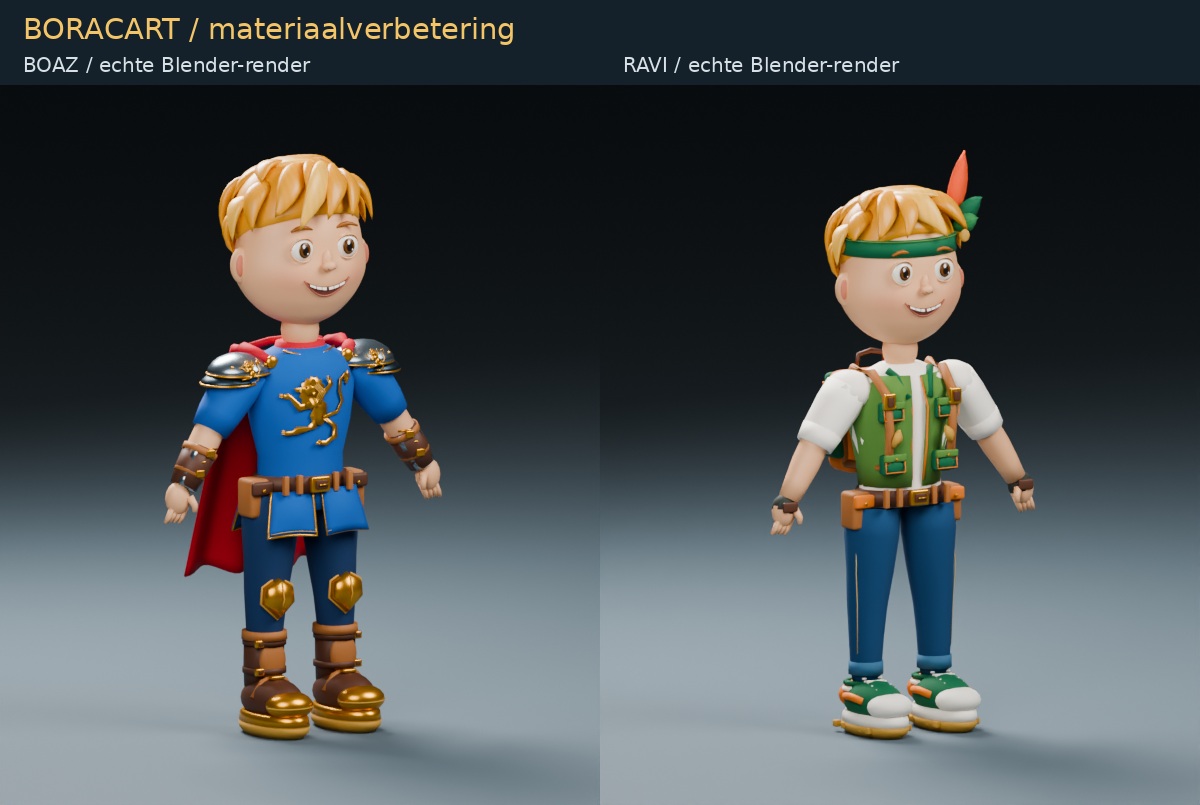 BORACART / materiaalverbetering
BOAZ / echte Blender-render
RAVI / echte Blender-render